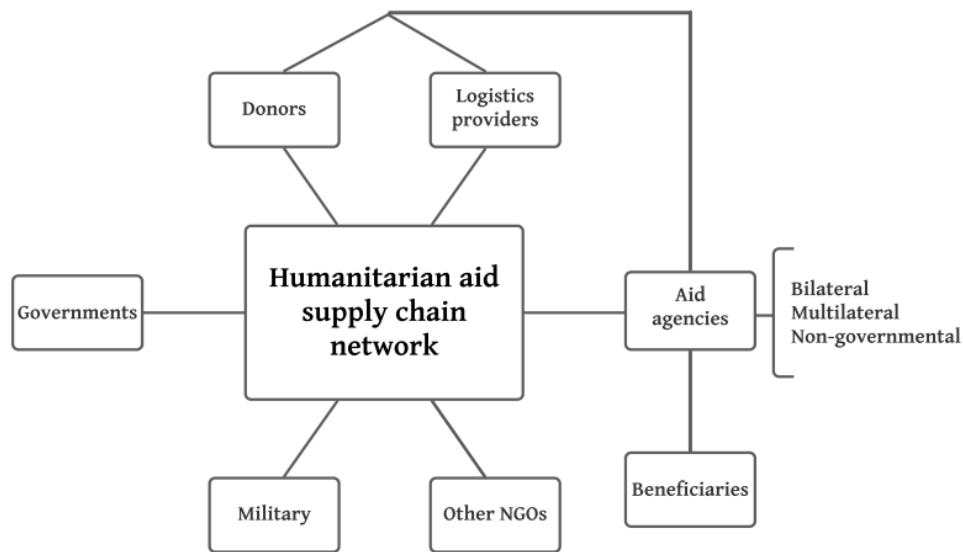 Donors
Logistics
providers
Humanitarian aid
supply chain
network
Governments
Aid
agencies
Bilateral
Multilateral
Non-governmental
Military
Other NGOs
Beneficiaries